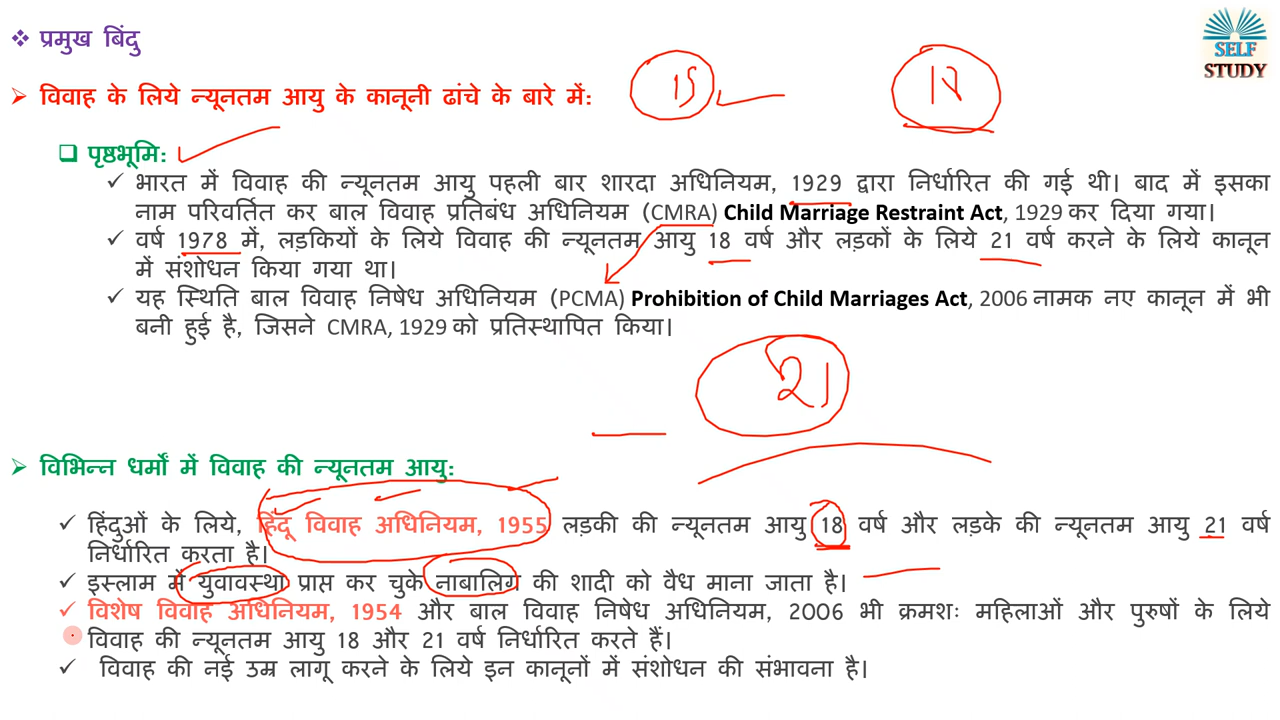 ❖ प्रमुख बिंदु
SELF
STUDY
➢ विवाह के लिये न्यूनतम आयु के कानूनी ढांचे के बारे में:
15
18
❑ पृष्ठभूमि:
✓ भारत में विवाह की न्यूनतम आयु पहली बार शारदा अधिनियम, 1929 द्वारा निर्धारित की गई थी। बाद में इसका
नाम परिवर्तित कर बाल विवाह प्रतिबंध अधिनियम (CMRA) Child Marriage Restraint Act, 1929 कर दिया गया।
✓ वर्ष 1978 में, लड़कियों के लिये विवाह की न्यूनतम आयु 18 वर्ष और लड़कों के लिये 21 वर्ष करने के लिये कानून
में संशोधन किया गया था।
✓ यह स्थिति बाल विवाह निषेध अधिनियम (PCMA) Prohibition of Child Marriages Act, 2006 नामक नए कानून में भी
बनी हुई है, जिसने CMRA, 1929 को प्रतिस्थापित किया।
21
➢ विभिन्न धर्मों में विवाह की न्यूनतम आयु:
✓ हिंदुओं के लिये, हिंदू विवाह अधिनियम, 1955 लड़की की न्यूनतम आयु 18 वर्ष और लड़के की न्यूनतम आयु 21 वर्ष
निर्धारित करता है।
✓ इस्लाम में युवावस्था प्राप्त कर चुके नाबालिग की शादी को वैध माना जाता है।
✓ विशेष विवाह अधिनियम, 1954 और बाल विवाह निषेध अधिनियम, 2006 भी क्रमशः महिलाओं और पुरुषों के लिये
विवाह की न्यूनतम आयु 18 और 21 वर्ष निर्धारित करते हैं।
✓ विवाह की नई उम्र लागू करने के लिये इन कानूनों में संशोधन की संभावना है।